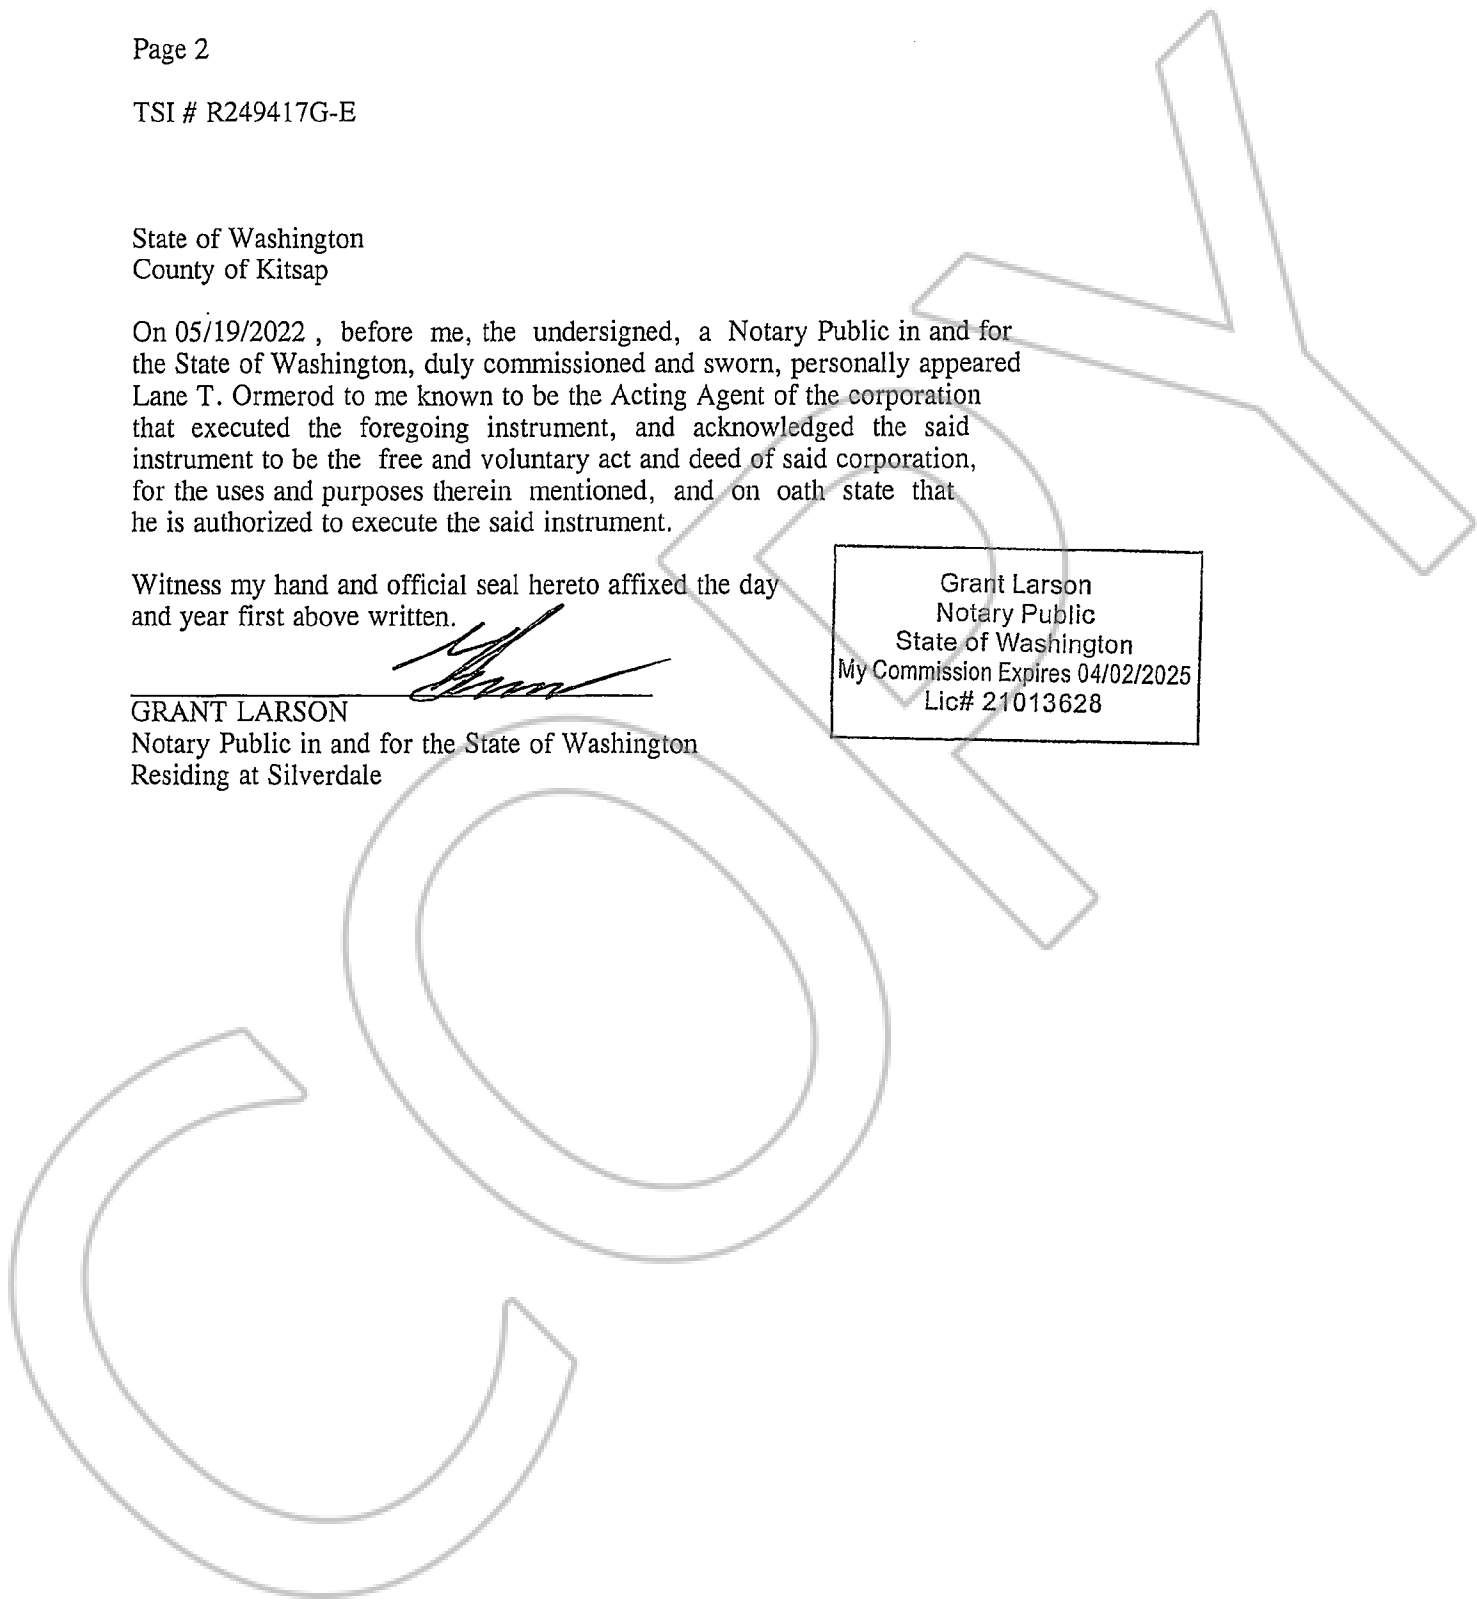 Page 2
TSI # R249417G-E
State of Washington
County of Kitsap
On 05/19/2022 , before me, the undersigned, a Notary Public in and for
the State of Washington, duly commissioned and sworn, personally appeared
Lane T. Ormerod to me known to be the Acting Agent of the corporation
that executed the foregoing instrument, and acknowledged the said
instrument to be the free and voluntary act and deed of said corporation,
for the uses and purposes therein mentioned, and on oath state that
he is authorized to execute the said instrument.
Witness my hand and official seal hereto affixed the day
and year first above written.
GRANT LARSON
Notary Public in and for the State of Washington
Residing at Silverdale
Grant Larson
Notary Public
State of Washington
My Commission Expires 04/02/2025
Lic# 21013628
COPY